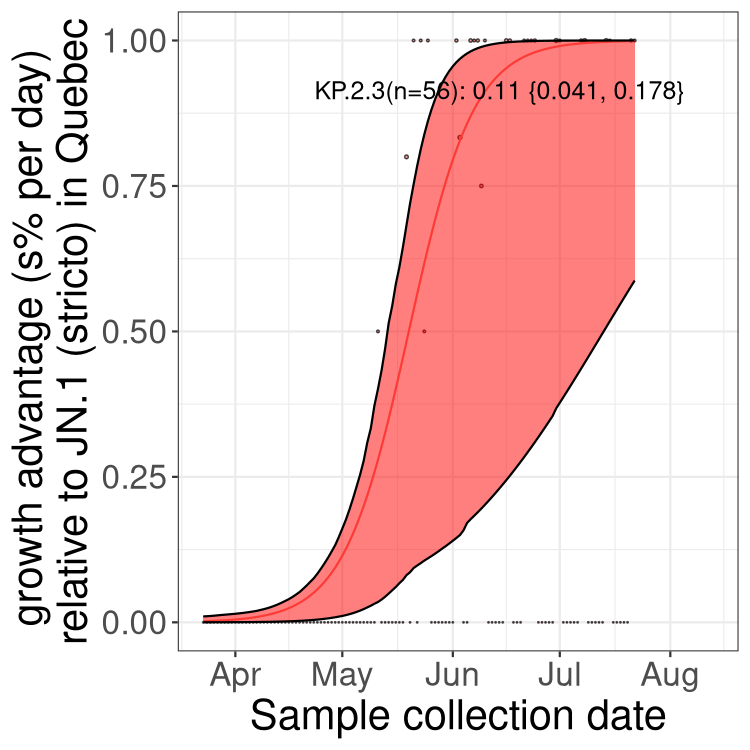 growth advantage (s% per day)
relative to JN.1 (stricto) in Quebec
1.00
0.75
0.50
0.25
0.00
KP.2.3(n=56): 0.11 {0.041, 0.178}
Apr May Jun Jul Aug
Sample collection date